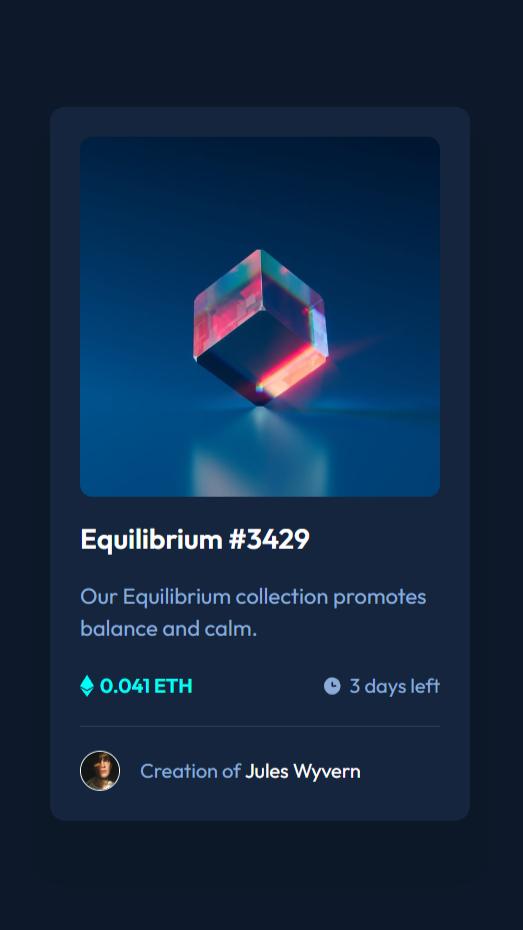 Equilibrium #3429
Our Equilibrium collection promotes
balance and calm.
0.041 ETH
3 days left
Creation of Jules Wyvern